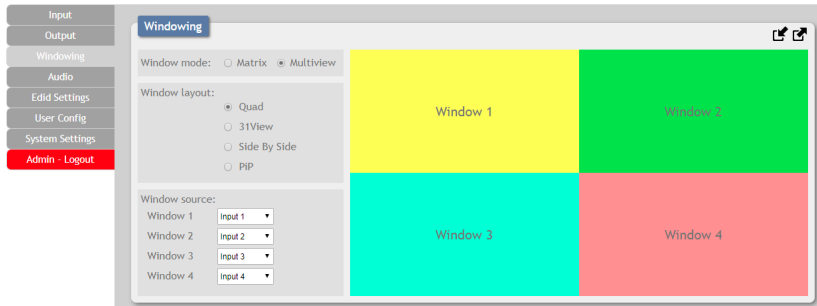 Input
Output
Windowing
Audio
Edid Settings
User Config
System Settings
Admin - Logout
Windowing
Window mode: Matrix Multiview
Window layout:
Quad
31View
Side By Side
PiP
Window source:
Window 1 Input 1
Window 2 Input 2
Window 3 Input 3
Window 4 Input 4
Window 1 Window 2
Window 3 Window 4